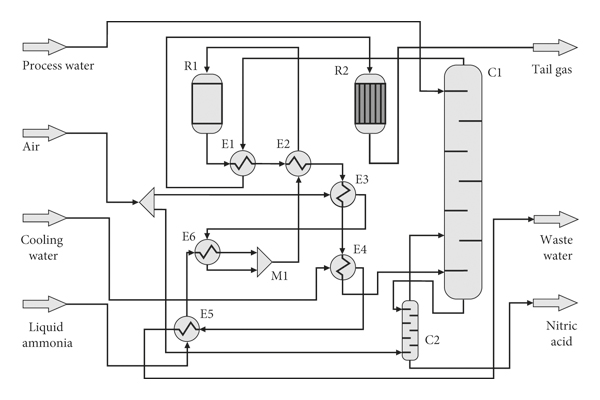 Process water
R1
R2
C1
Tail gas
Air
E1
E2
E3
Cooling
water
E6
M1
E4
Waste
water
Liquid
ammonia
E5
C2
Nitric
acid